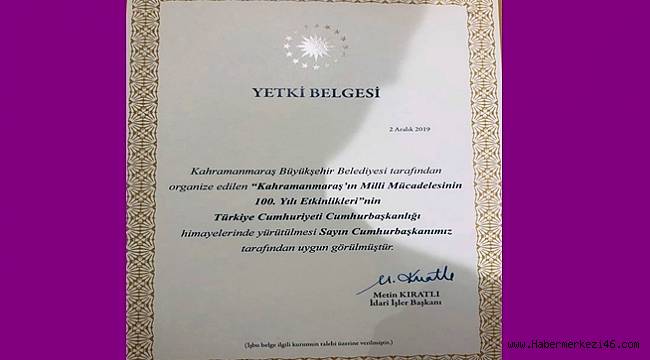 YETKİ BELGESİ
2 Aralık 2019
Kahramanmaraş Büyükşehir Belediyesi tarafından
organize edilen "Kahramanmaraş'ın Milli Mücadelesinin
100. Yılı Etkinlikleri"nin
Türkiye Cumhuriyeti Cumhurbaşkanlığı
himayelerinde yürütülmesi Sayın Cumhurbaşkanımız
tarafından uygun görülmüştür.
M. Kıratlı
Metin KIRATLI
İdari İşler Başkanı
(İşbu belge ilgili kurumun talebi üzerine verilmiştir.)
www.Habermerkezi46.com